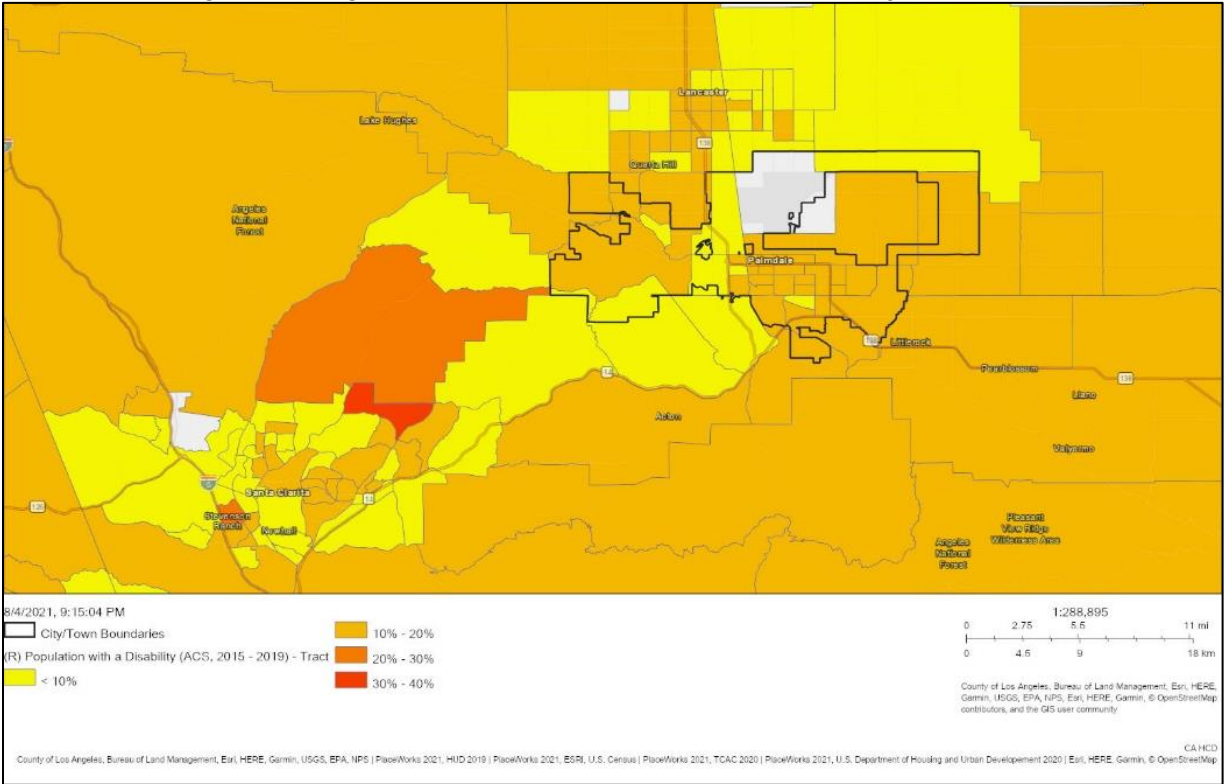 Lancaster
Lake Hughes
138
Quartz Hill
Angeles
National
Forest
Palmdale
138
Littlerock
Pearblossom
138
Llano
14
Acton
Valyermo
Santa Clarita
14
126
Stevenson
Ranch
Newhall
Pleasant
View Ridge
Wilderness Area
Angeles
National
Forest
8/4/2021, 9:15:04 PM
City/Town Boundaries
(R) Population with a Disability (ACS, 2015 - 2019) - Tract
< 10%
10% - 20%
20% - 30%
30% - 40%
1:288,895
0 2.75 5.5 11 mi
0 4.5 9 18 km
County of Los Angeles, Bureau of Land Management, Esri, HERE,
Garmin, USGS, EPA, NPS, Esri, HERE, Garmin, © OpenStreetMap
contributors, and the GIS user community
CA HCD
County of Los Angeles, Bureau of Land Management, Esri, HERE, Garmin, USGS, EPA, NPS | PlaceWorks 2021, HUD 2019 | PlaceWorks 2021, ESRI, U.S. Census | PlaceWorks 2021, TCAC 2020 | PlaceWorks 2021, U.S. Department of Housing and Urban Developement 2020 | Esri, HERE, Garmin, © OpenStreetMap